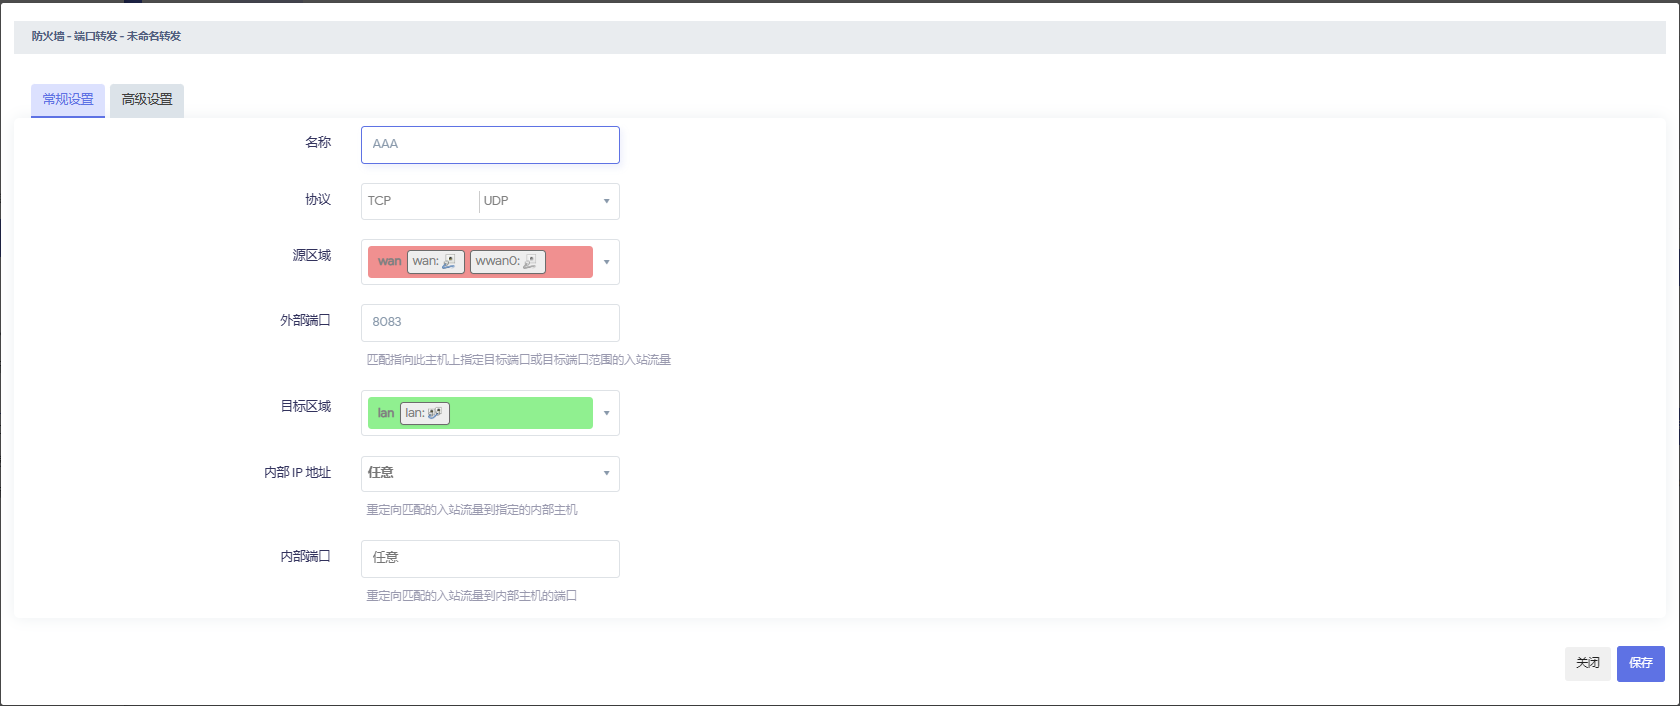 防火墙 - 端口转发 - 未命名转发
常规设置 高级设置
名称 AAA
协议 TCP UDP
源区域 wan wan: wwan0:
外部端口 8083
匹配指向此主机上指定目标端口或目标端口范围的入站流量
目标区域 lan lan:
内部 IP 地址 任意
重定向匹配的入站流量到指定的内部主机
内部端口 任意
重定向匹配的入站流量到内部主机的端口
关闭 保存